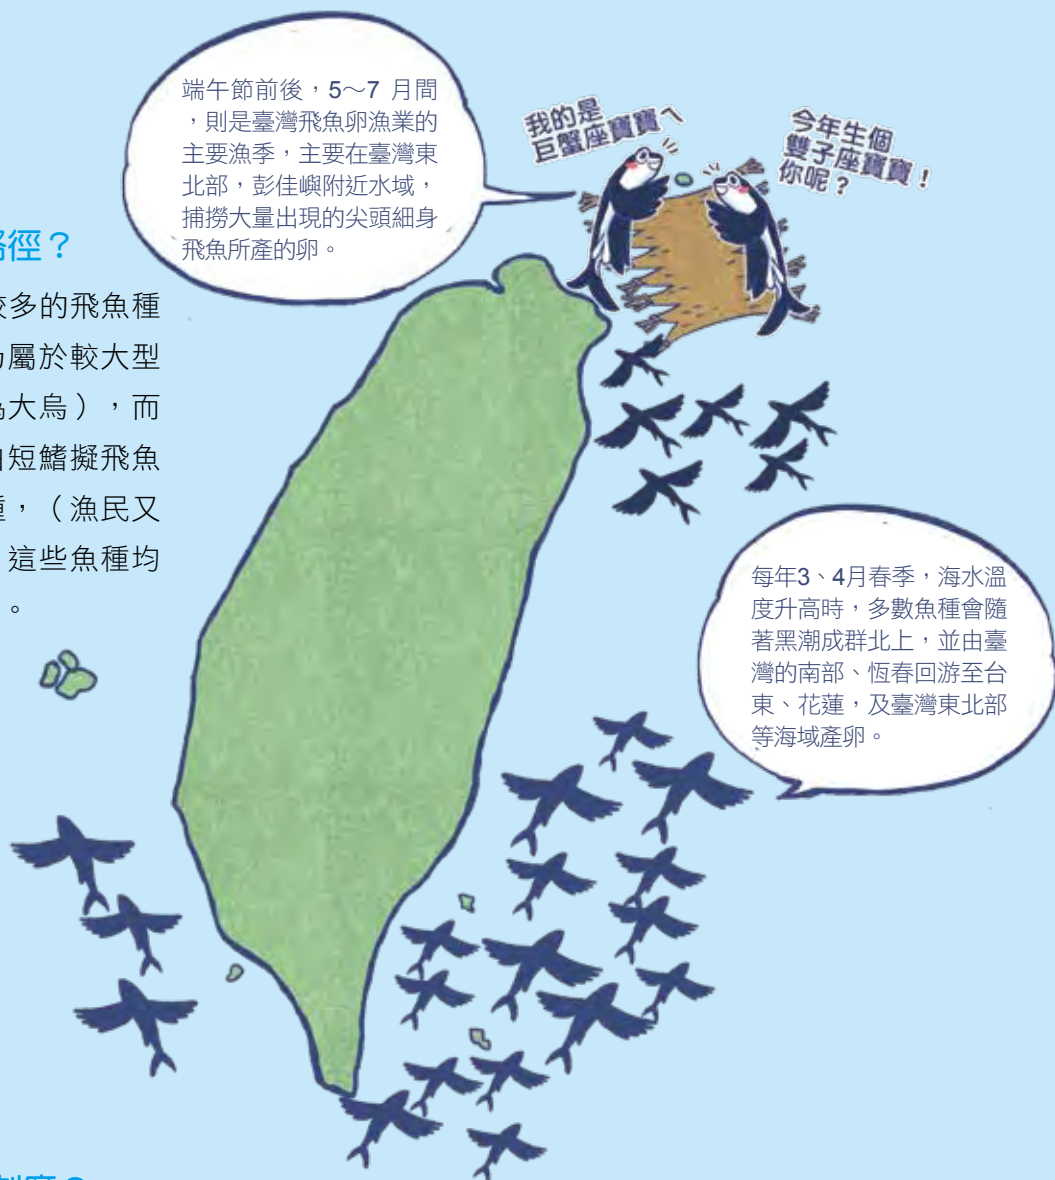 端午節前後，5～7 月間
，則是臺灣飛魚卵漁業的
主要漁季，主要在臺灣東
北部，彭佳嶼附近水域，
捕撈大量出現的尖頭細身
飛魚所產的卵。
我的是
巨蟹座寶寶ㄟ
今年生個
雙子座寶寶！
你呢？
徑？
較多的飛魚種
屬於較大型
大烏），而
短鰭擬飛魚
，（漁民又
這些魚種均
。
每年3、4月春季，海水溫
度升高時，多數魚種會隨
著黑潮成群北上，並由臺
灣的南部、恆春回游至台
東、花蓮，及臺灣東北部
等海域產卵。